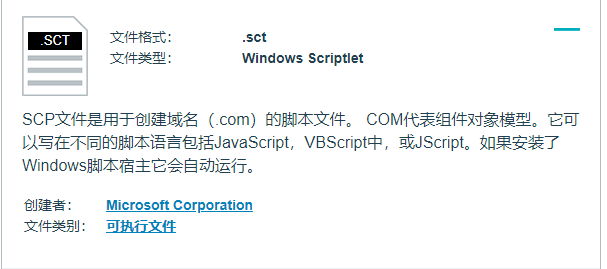 .SCT
文件格式： .sct
文件类型： Windows Scriptlet
SCP文件是用于创建域名（.com）的脚本文件。 COM代表组件对象模型。它可
以写在不同的脚本语言包括JavaScript，VBScript中，或JScript。如果安装了
Windows脚本宿主它会自动运行。
创建者： Microsoft Corporation
文件类别： 可执行文件